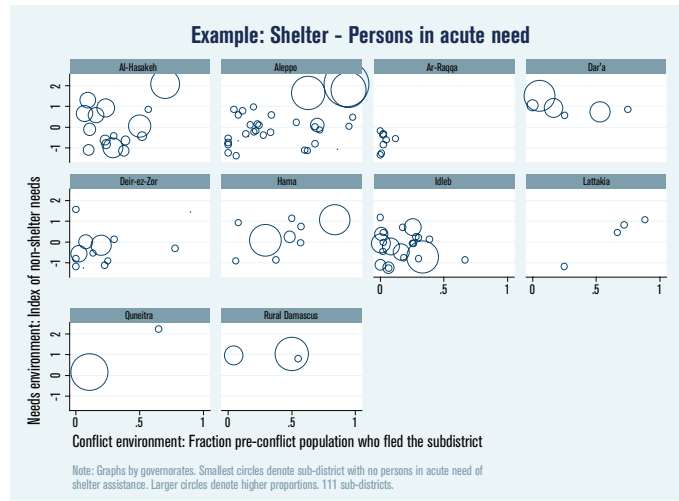 Example: Shelter - Persons in acute need
Al-Hasakeh
Aleppo
Ar-Raqqa
Dar'a
2
1
0
-1
Deir-ez-Zor
Hama
Idleb
Lattakia
2
1
0
-1
0 .5 1
0 .5 1
Quneitra
Rural Damascus
2
1
0
-1
0 .5 1
0 .5 1
Needs environment: Index of non-shelter needs
Conflict environment: Fraction pre-conflict population who fled the subdistrict
Note: Graphs by governorates. Smallest circles denote sub-district with no persons in acute need of
shelter assistance. Larger circles denote higher proportions. 111 sub-districts.